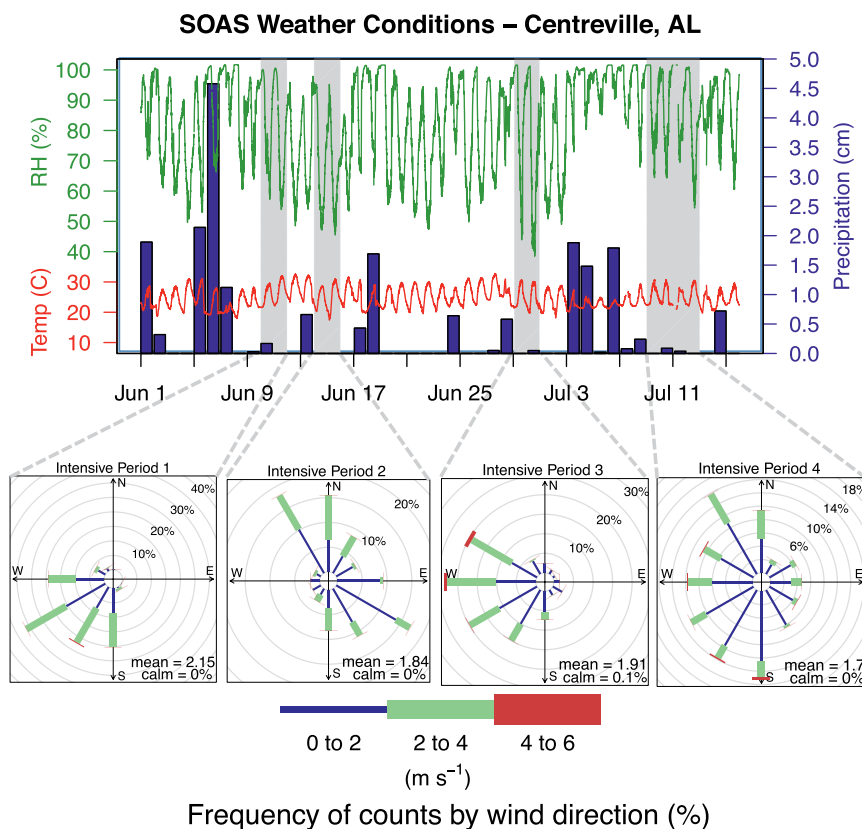 SOAS Weather Conditions – Centreville, AL
RH (%)
100
90
80
70
60
50
40
Temp (C)
30
20
10
Precipitation (cm)
5.0
4.5
4.0
3.5
3.0
2.5
2.0
1.5
1.0
0.5
0.0
Jun 1 Jun 9 Jun 17 Jun 25 Jul 3 Jul 11
Intensive Period 1
N
40%
30%
20%
10%
W E
mean = 2.15
S calm = 0%
Intensive Period 2
N
20%
10%
W E
mean = 1.84
S calm = 0%
Intensive Period 3
N
30%
20%
10%
W E
mean = 1.91
S calm = 0.1%
Intensive Period 4
N
18%
14%
10%
6%
W E
mean = 1.7
S calm = 0%
0 to 2 2 to 4 4 to 6
(m s⁻¹)
Frequency of counts by wind direction (%)